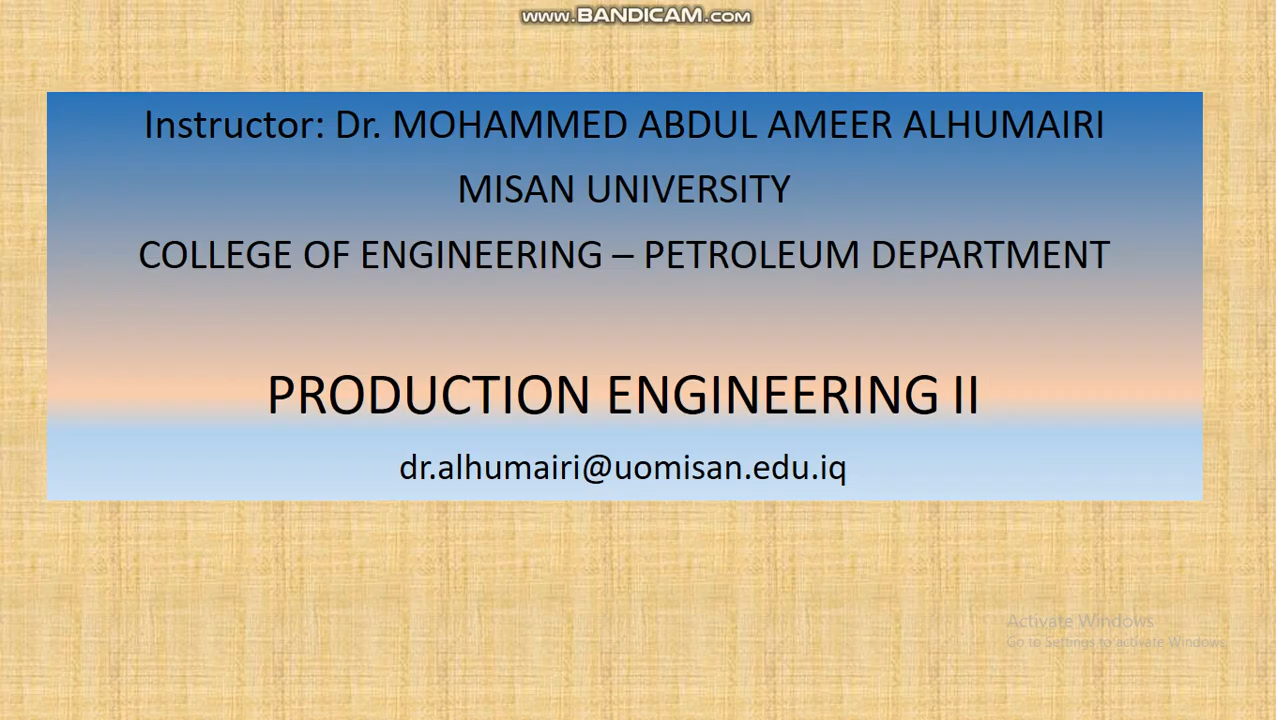 WWW.BANDICAM.COM
Instructor: Dr. MOHAMMED ABDUL AMEER ALHUMAIRI
MISAN UNIVERSITY
COLLEGE OF ENGINEERING – PETROLEUM DEPARTMENT
PRODUCTION ENGINEERING II
dr.alhumairi@uomisan.edu.iq
Activate Windows
Go to Settings to activate Windows.